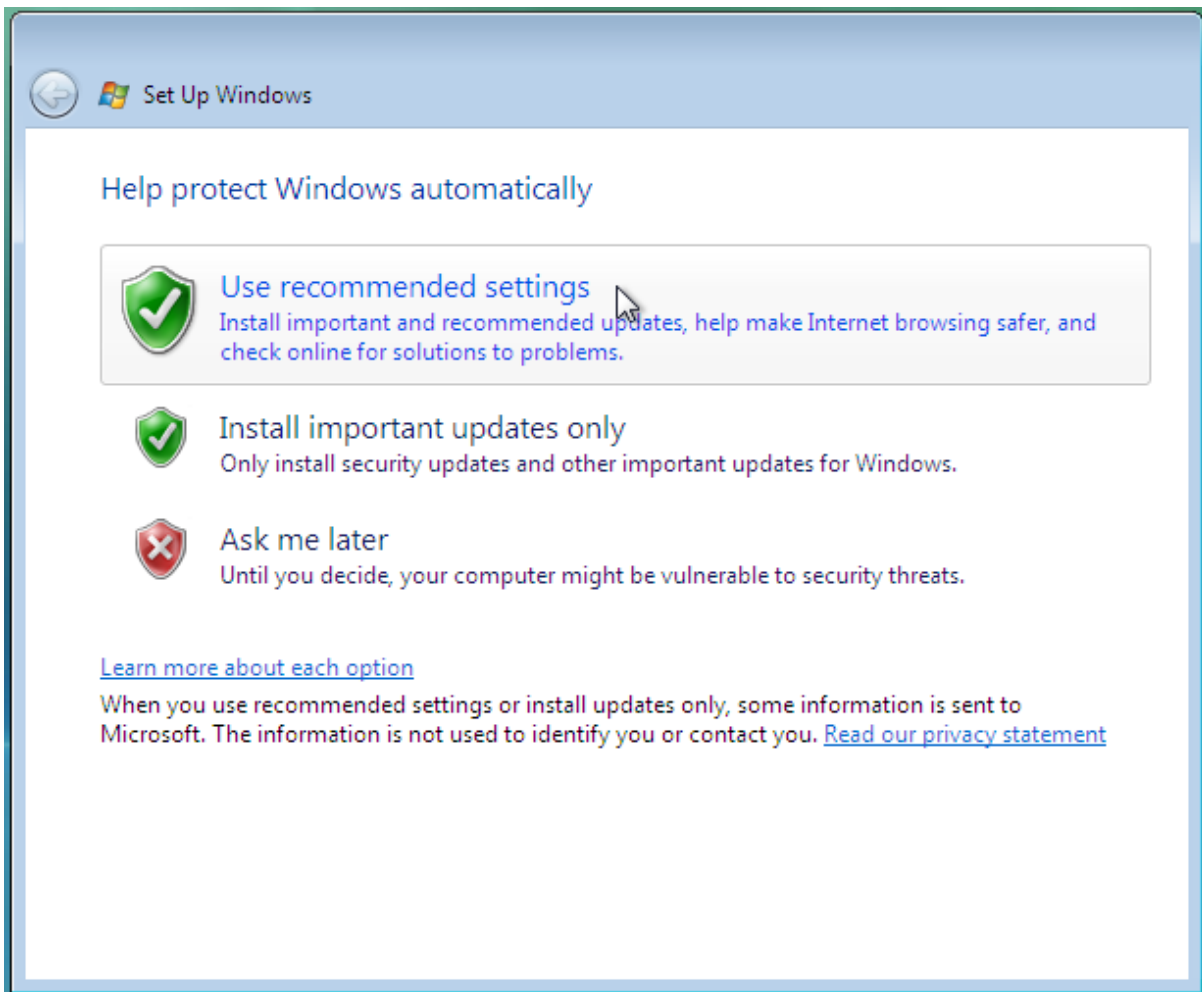 Set Up Windows
Help protect Windows automatically
Use recommended settings
Install important and recommended updates, help make Internet browsing safer, and
check online for solutions to problems.
Install important updates only
Only install security updates and other important updates for Windows.
Ask me later
Until you decide, your computer might be vulnerable to security threats.
Learn more about each option
When you use recommended settings or install updates only, some information is sent to
Microsoft. The information is not used to identify you or contact you. Read our privacy statement